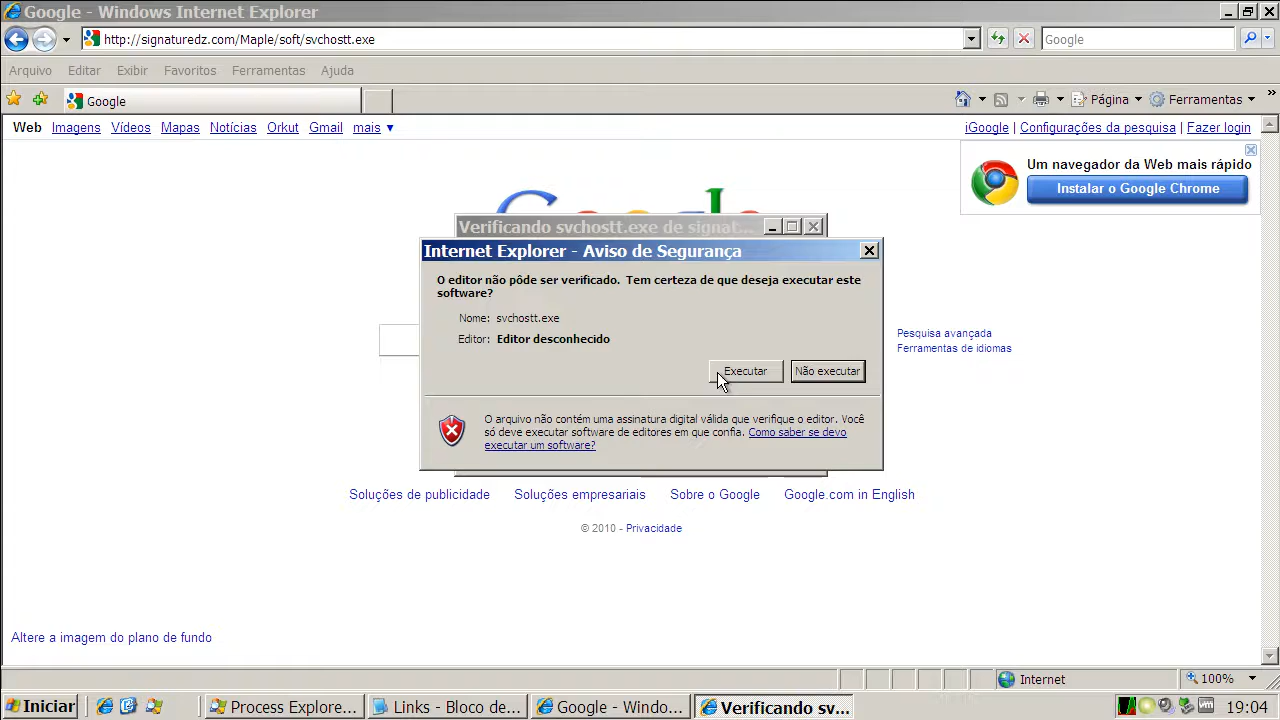 Google - Windows Internet Explorer
http://signaturedz.com/Maple/soft/svchostt.exe
Google
Arquivo Editar Exibir Favoritos Ferramentas Ajuda
Google
Página Ferramentas »
Web Imagens Vídeos Mapas Notícias Orkut Gmail mais ▼
iGoogle | Configurações da pesquisa | Fazer login
Um navegador da Web mais rápido
Instalar o Google Chrome
Verificando svchostt.exe de signat...
Internet Explorer - Aviso de Segurança
O editor não pôde ser verificado. Tem certeza de que deseja executar este
software?
Nome: svchostt.exe
Editor: Editor desconhecido
Executar Não executar
O arquivo não contém uma assinatura digital válida que verifique o editor. Você
só deve executar software de editores em que confia. Como saber se devo
executar um software?
Pesquisa avançada
Ferramentas de idiomas
Soluções de publicidade Soluções empresariais Sobre o Google Google.com in English
© 2010 - Privacidade
Altere a imagem do plano de fundo
Internet 100%
Iniciar Process Explore... Links - Bloco de... Google - Windo... Verificando sv... 19:04